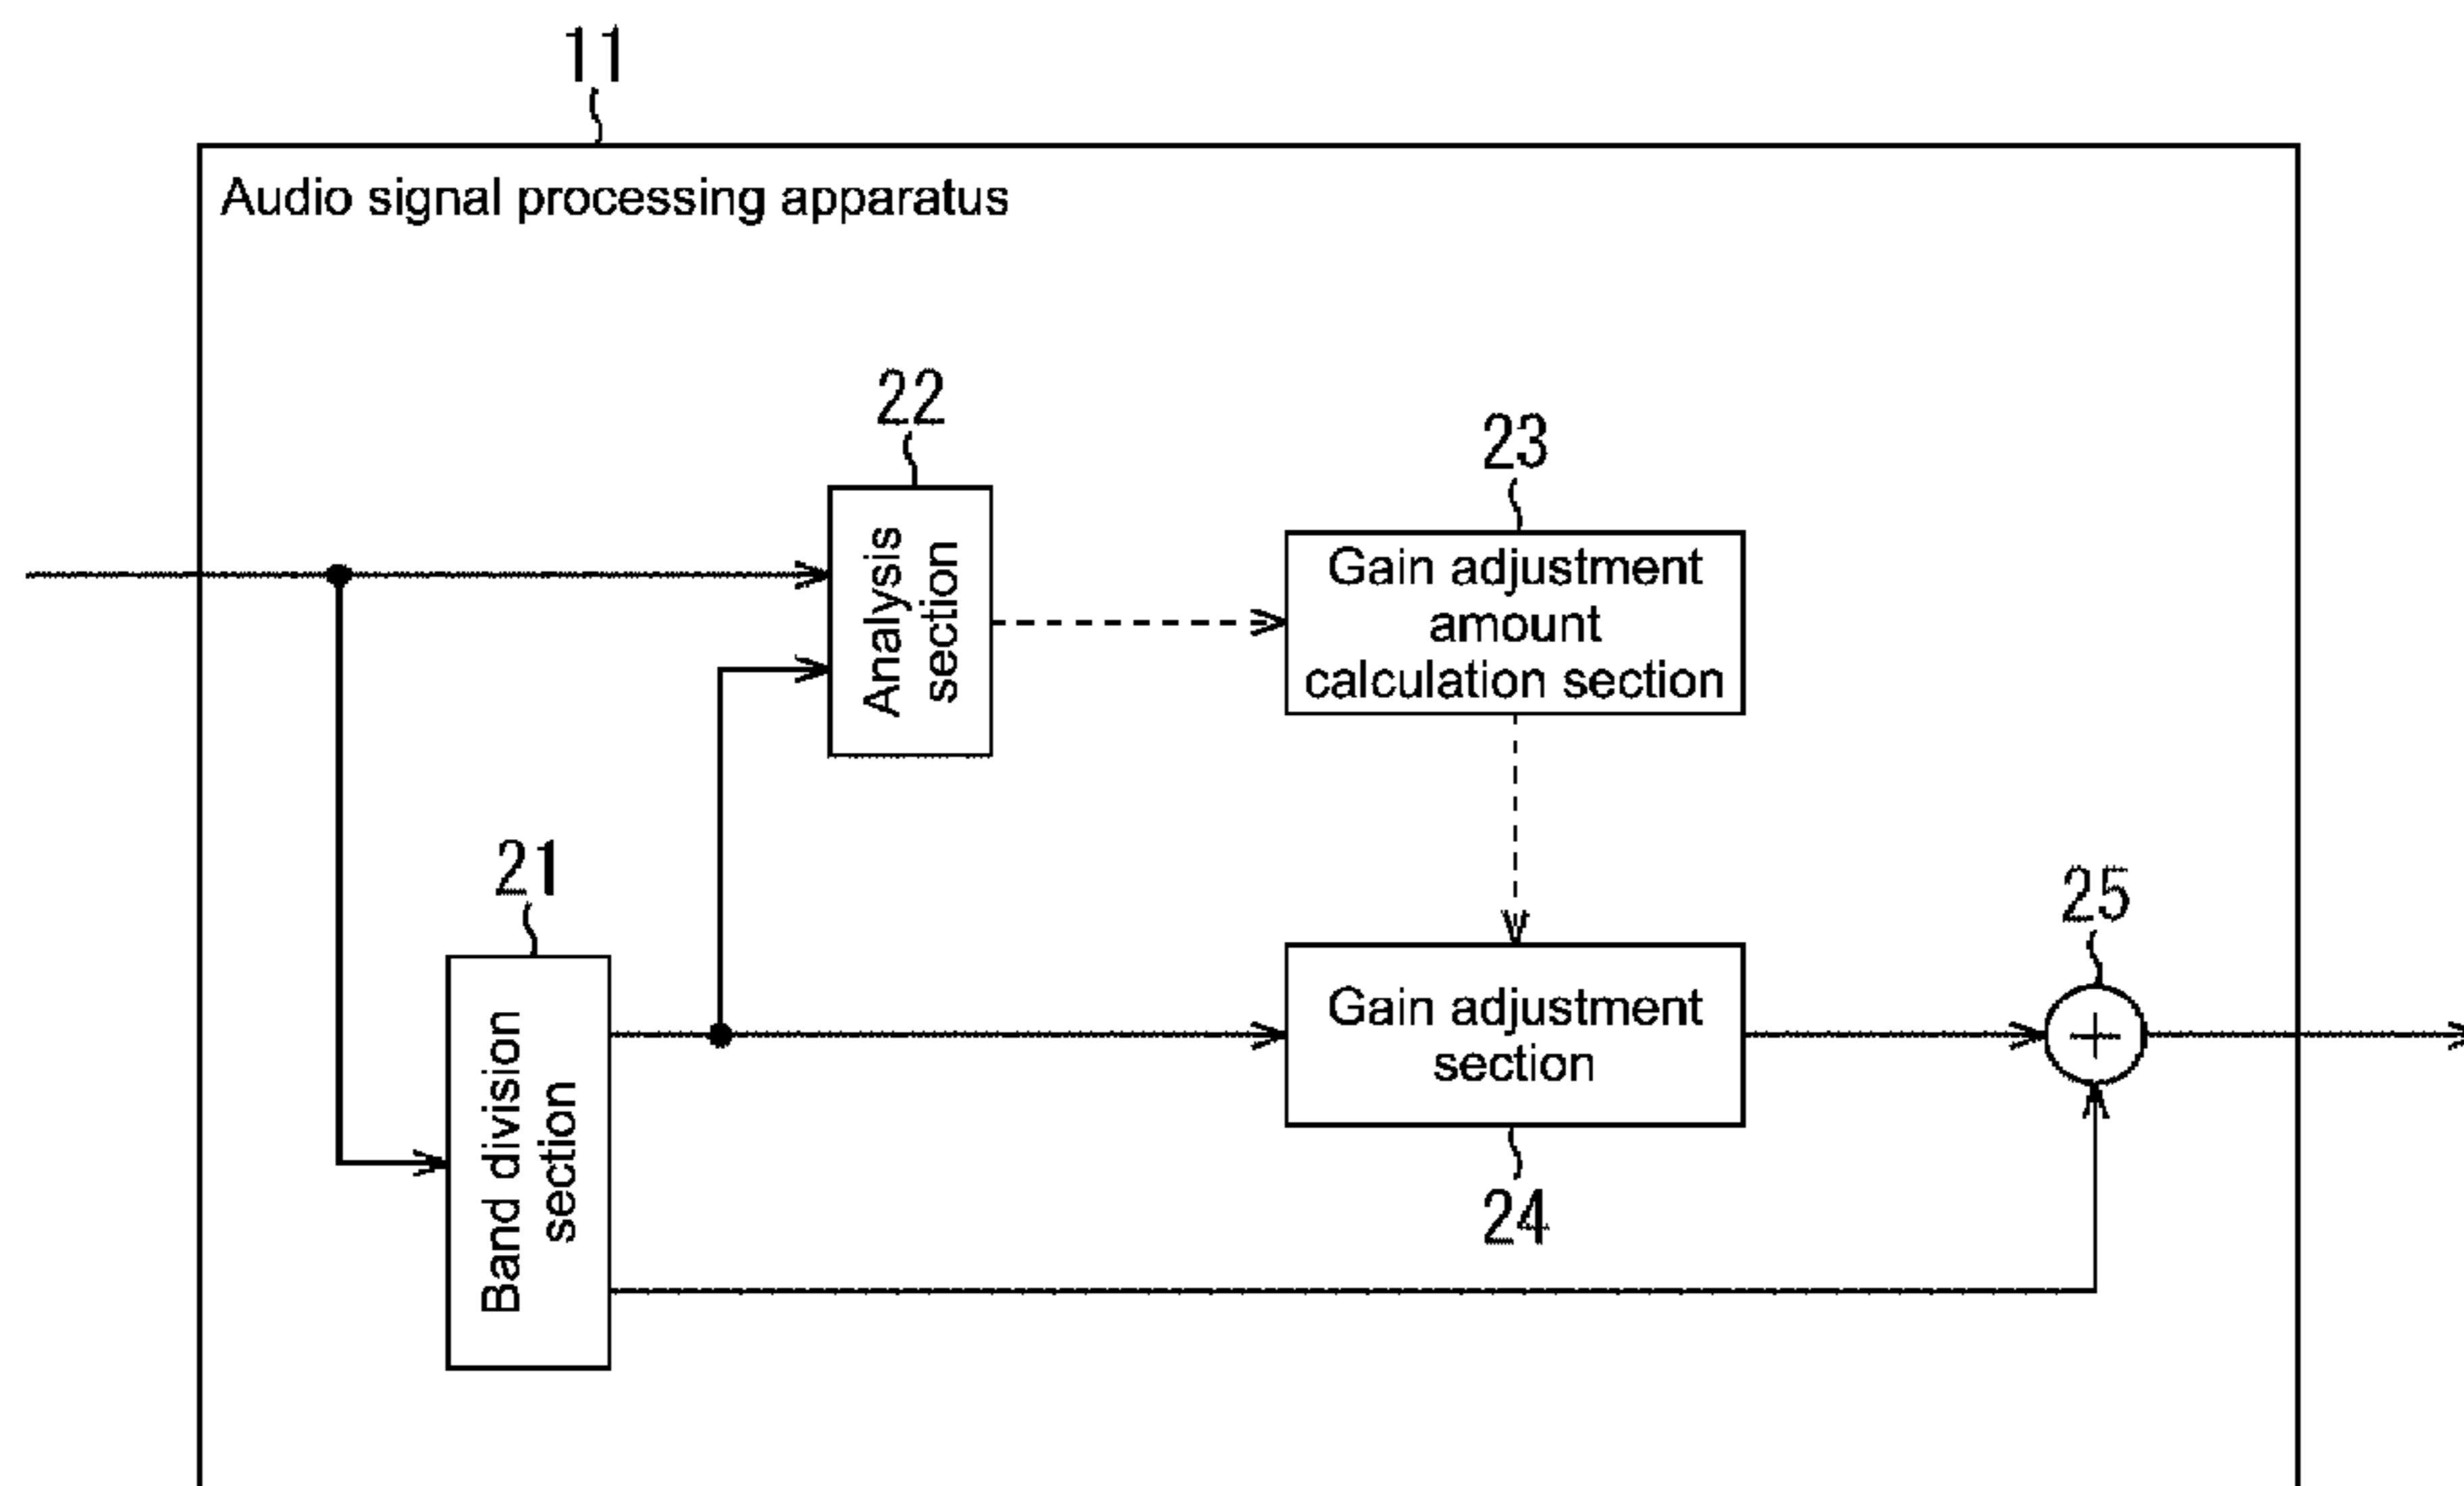 11
Audio signal processing apparatus
22
Analysis
section
23
Gain adjustment
amount
calculation section
21
Band division
section
Gain adjustment
section
24
25
+